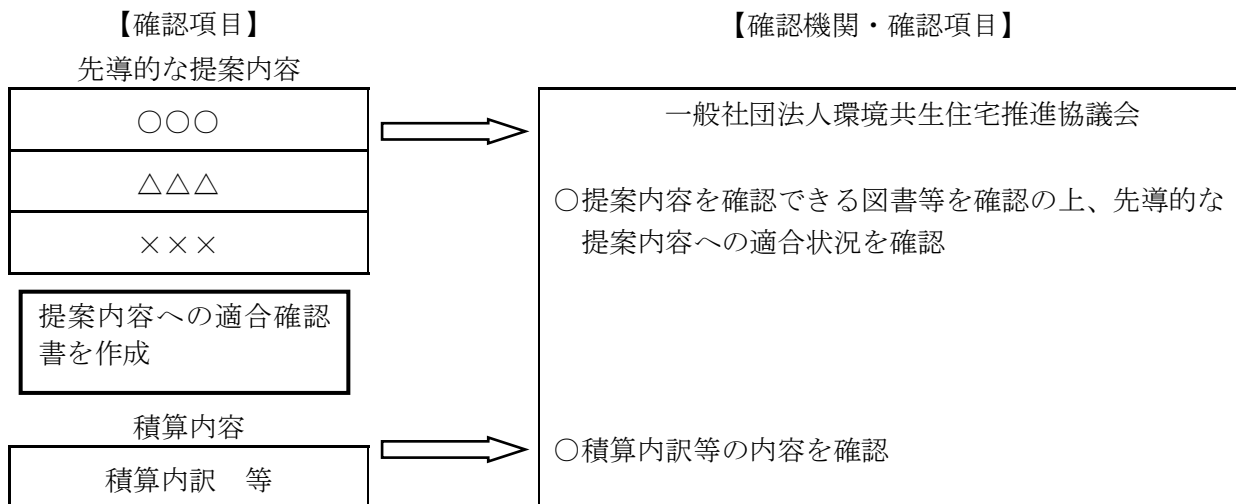 【確認項目】
先導的な提案内容
○○○
△△△
×××
提案内容への適合確認
書を作成
積算内容
積算内訳　等
【確認機関・確認項目】
一般社団法人環境共生住宅推進協議会
○提案内容を確認できる図書等を確認の上、先導的な
提案内容への適合状況を確認
○積算内訳等の内容を確認